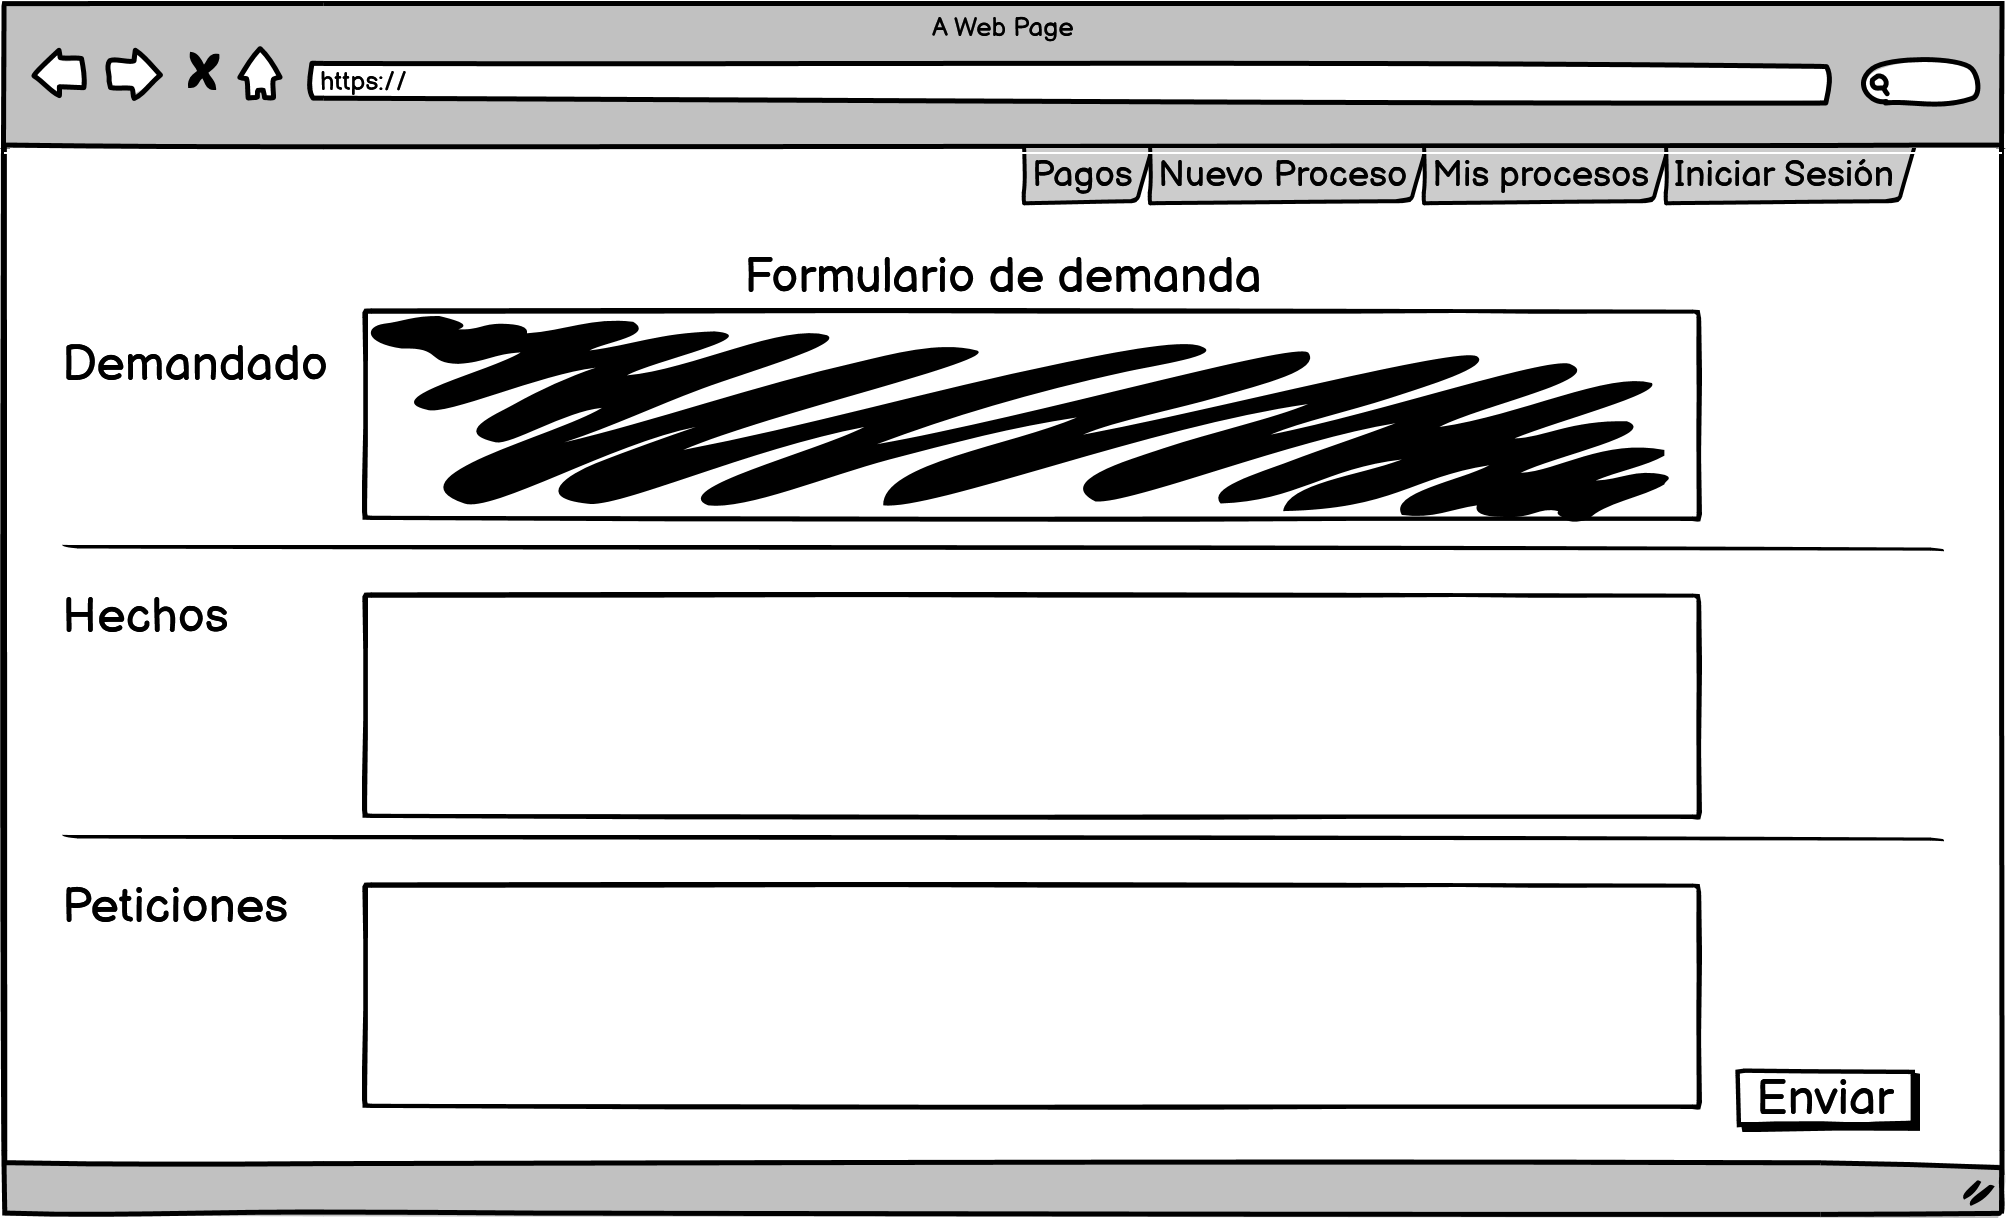 A Web Page
https://
Pagos Nuevo Proceso Mis procesos Iniciar Sesión
Formulario de demanda
Demandado
Hechos
Peticiones
Enviar